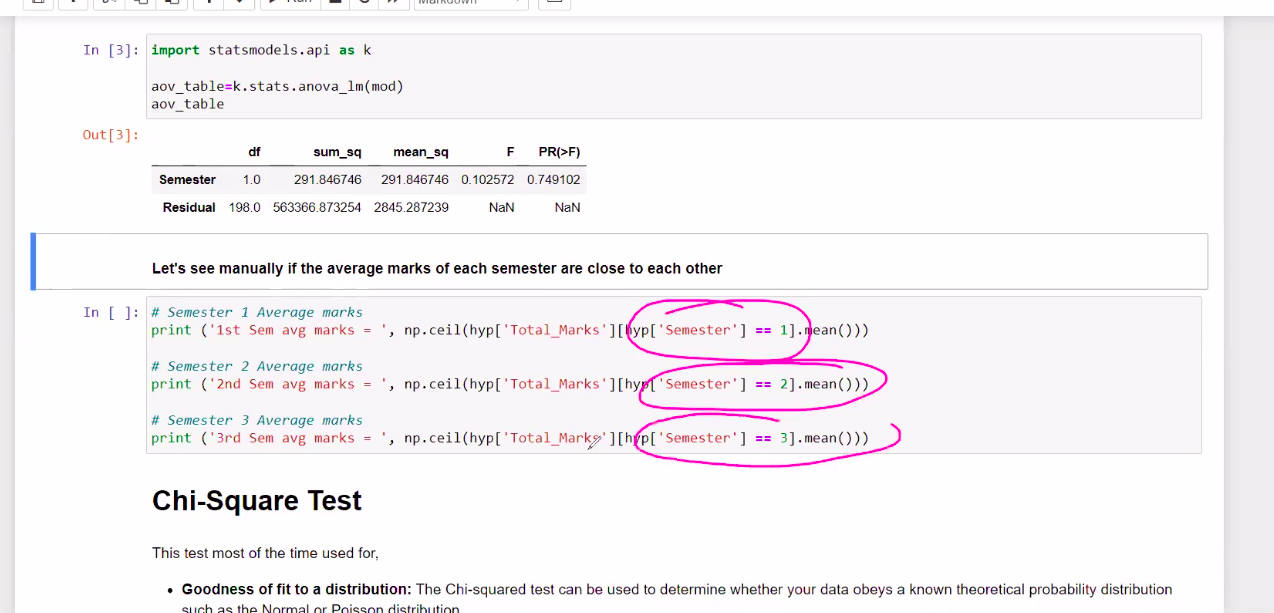 Run
Markdown
In [3]: import statsmodels.api as k
aov_table=k.stats.anova_lm(mod)
aov_table
Out[3]:
df sum_sq mean_sq F PR(>F)
Semester 1.0 291.846746 291.846746 0.102572 0.749102
Residual 198.0 563366.873254 2845.287239 NaN NaN
Let's see manually if the average marks of each semester are close to each other
In [ ]: # Semester 1 Average marks
print ('1st Sem avg marks = ', np.ceil(hyp['Total_Marks'][hyp['Semester'] == 1].mean()))
# Semester 2 Average marks
print ('2nd Sem avg marks = ', np.ceil(hyp['Total_Marks'][hyp['Semester'] == 2].mean()))
# Semester 3 Average marks
print ('3rd Sem avg marks = ', np.ceil(hyp['Total_Marks'][hyp['Semester'] == 3].mean()))
Chi-Square Test
This test most of the time used for,
• Goodness of fit to a distribution: The Chi-squared test can be used to determine whether your data obeys a known theoretical probability distribution
such as the Normal or Poisson distribution